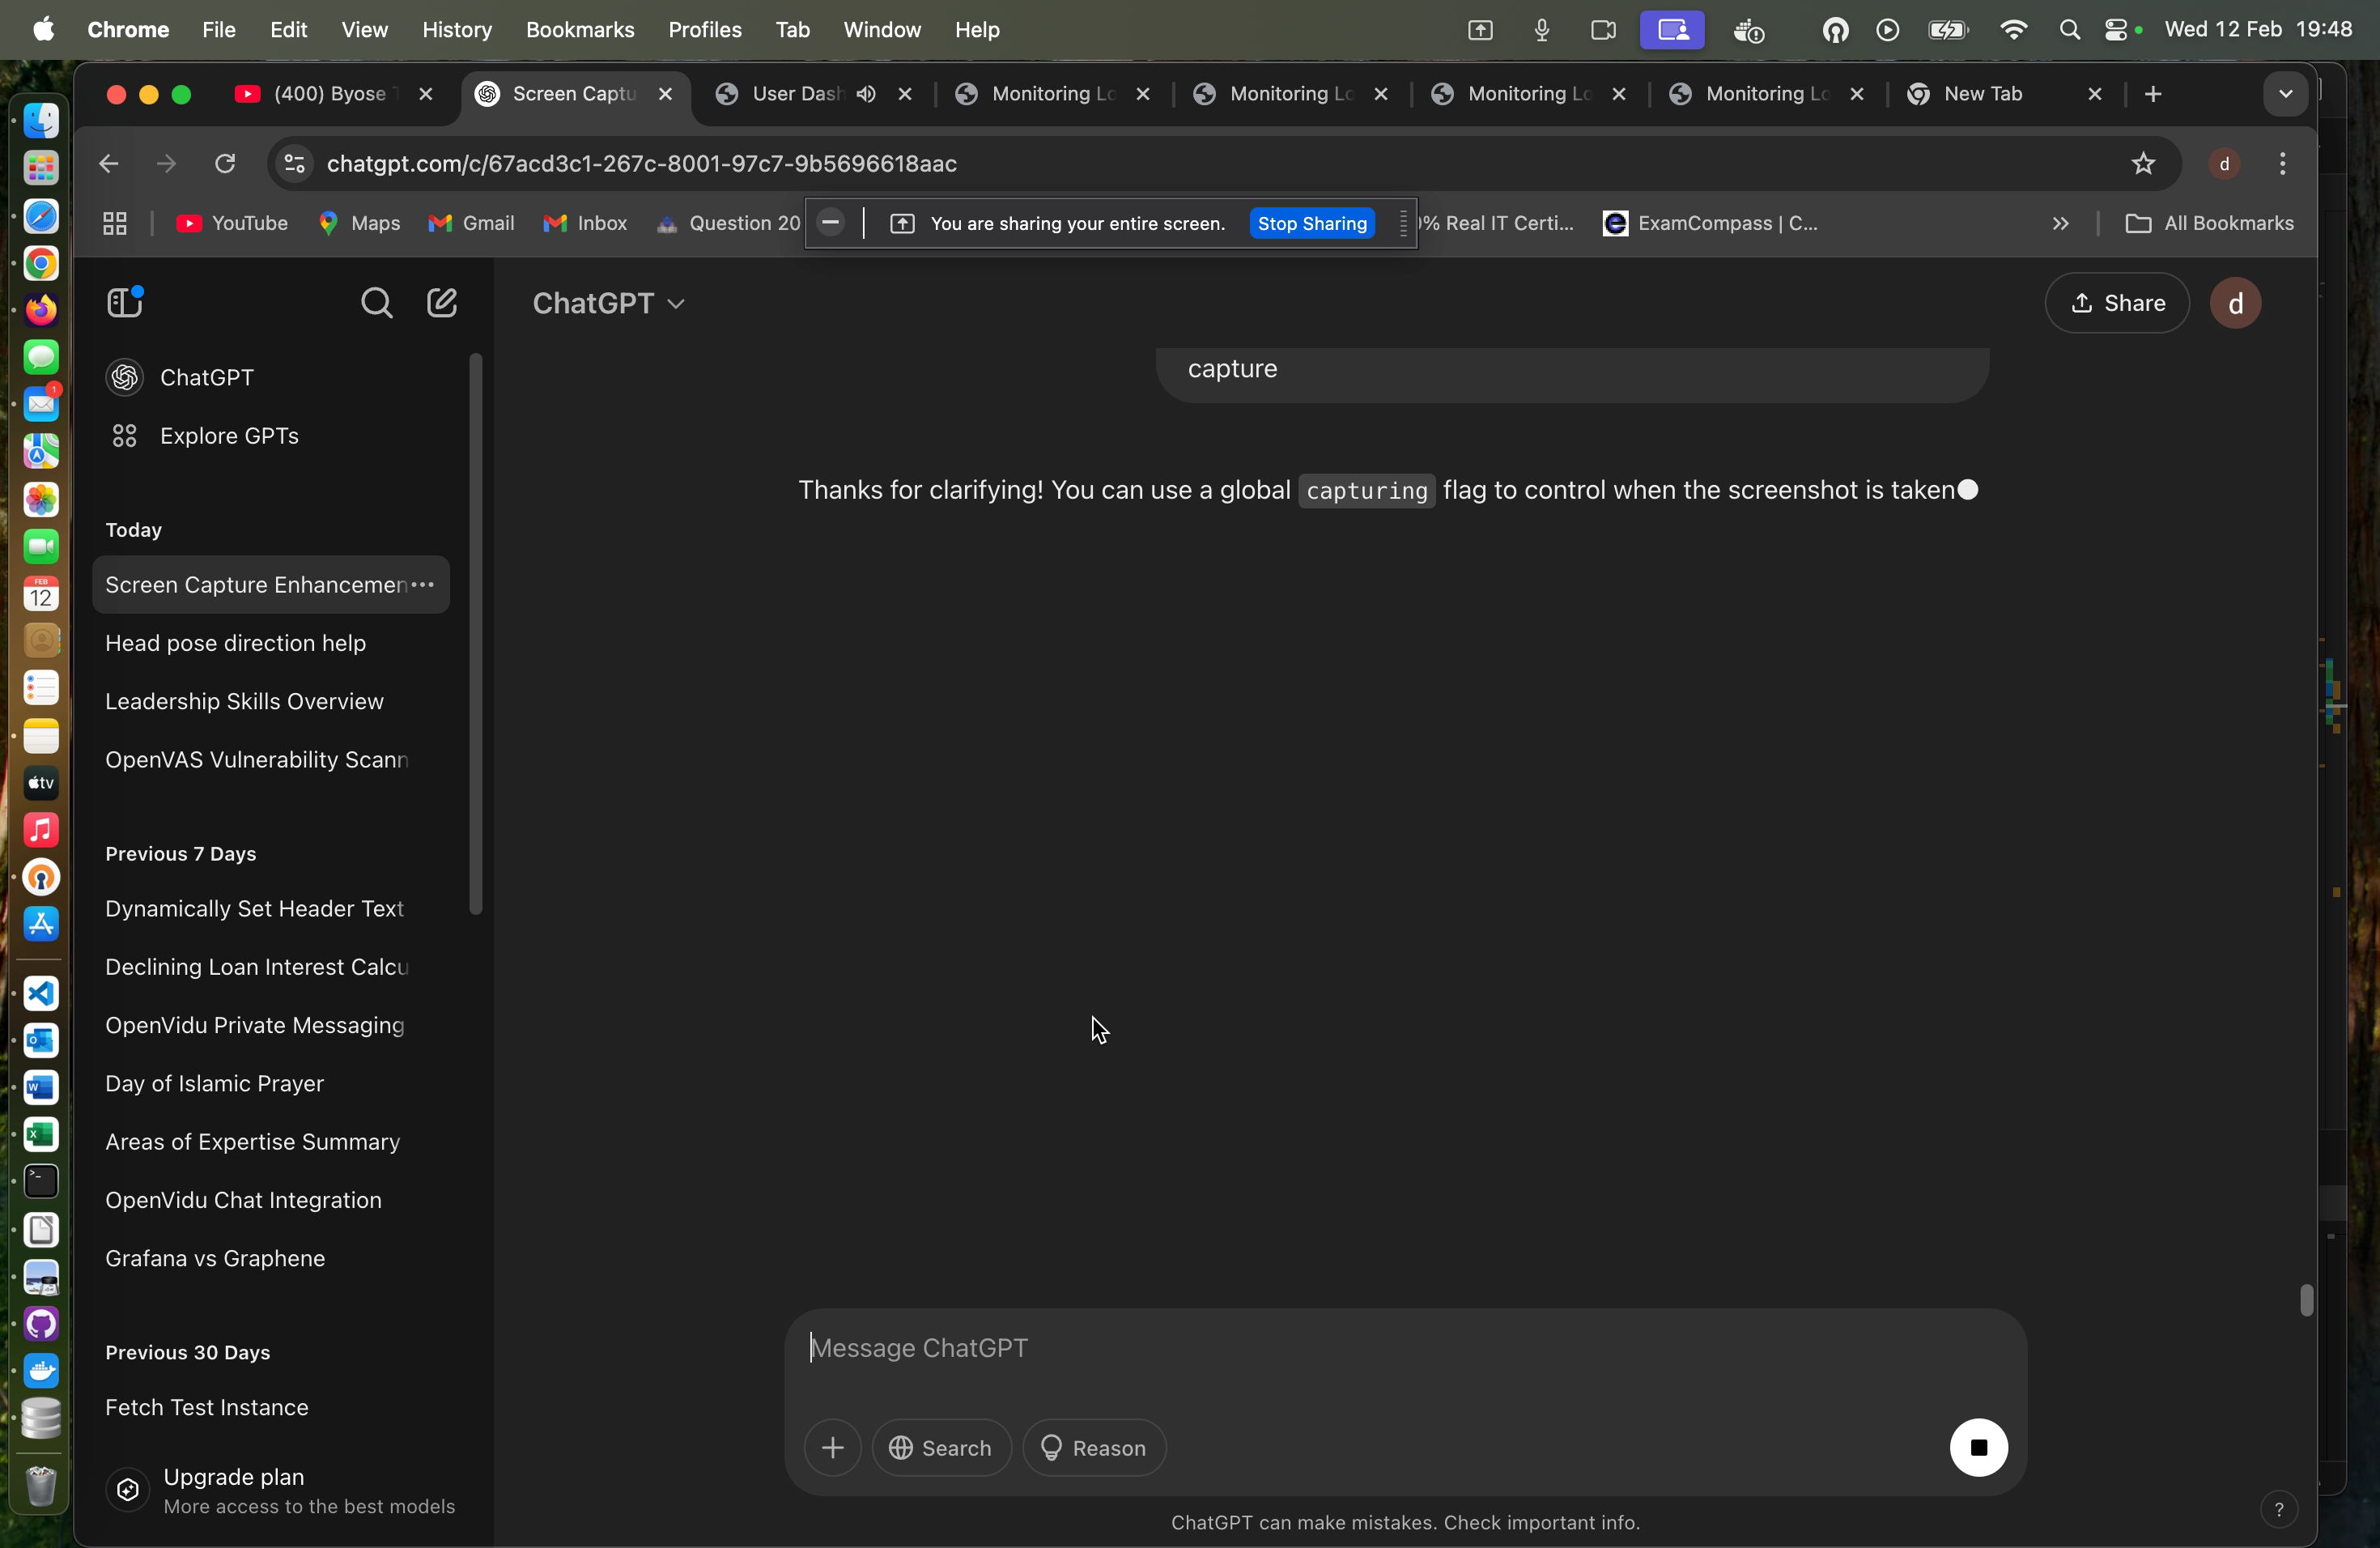 Chrome File Edit View History Bookmarks Profiles Tab Window Help Wed 12 Feb 19:48
(400) Byose Screen Captu User Dash Monitoring Lo Monitoring Lo Monitoring Lo Monitoring Lo New Tab
chatgpt.com/c/67acd3c1-267c-8001-97c7-9b5696618aac d
YouTube Maps Gmail Inbox Question 20 You are sharing your entire screen. Stop Sharing % Real IT Certi... ExamCompass | C... All Bookmarks
ChatGPT Share d
ChatGPT
Explore GPTs
Today
Screen Capture Enhancemen
Head pose direction help
Leadership Skills Overview
OpenVAS Vulnerability Scann
Previous 7 Days
Dynamically Set Header Text
Declining Loan Interest Calcu
OpenVidu Private Messaging
Day of Islamic Prayer
Areas of Expertise Summary
OpenVidu Chat Integration
Grafana vs Graphene
Previous 30 Days
Fetch Test Instance
Upgrade plan
More access to the best models
capture
Thanks for clarifying! You can use a global capturing flag to control when the screenshot is taken
Message ChatGPT
Search Reason
ChatGPT can make mistakes. Check important info.
?
1
tv
FEB
12